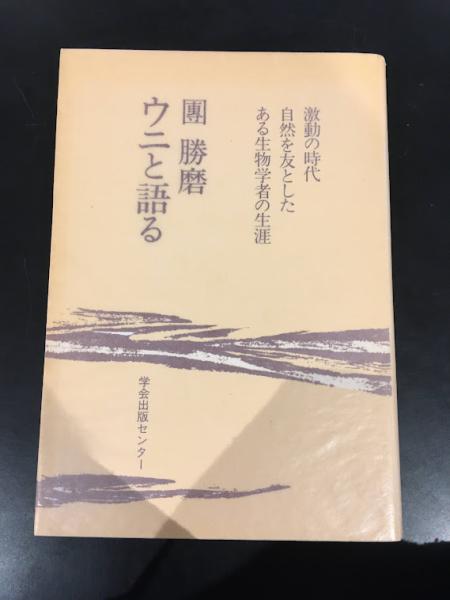 激動の時代
自然を友とした
ある生物学者の生涯
團 勝磨
ウニと語る
学会出版センター